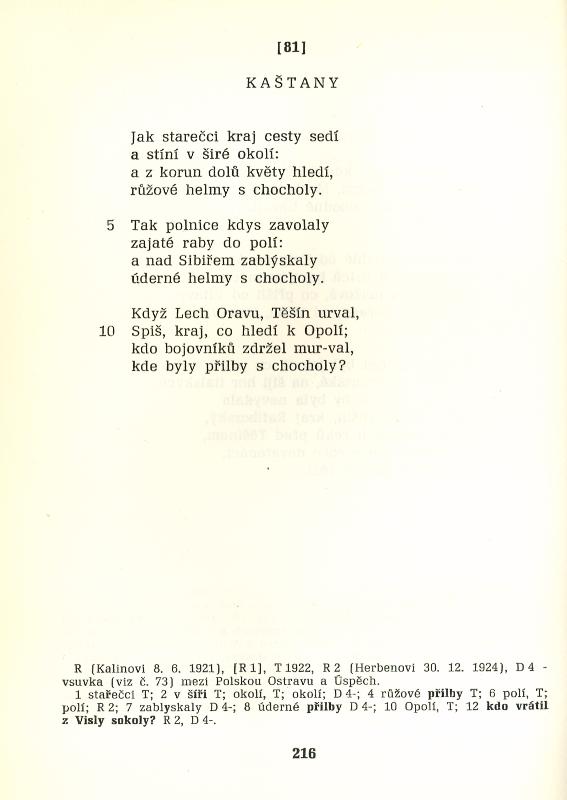 [81]
KAŠTANY
Jak starečci kraj cesty sedí
a stíní v šíré okolí:
a z korun dolů květy hledí,
růžové helmy s chocholy.
5 Tak polnice kdys zavolaly
zajaté raby do polí:
a nad Sibiřem zablýskaly
úderné helmy s chocholy.
Když Lech Oravu, Těšín urval,
10 Spiš, kraj, co hledí k Opolí;
kdo bojovníků zdržel mur-val,
kde byly přilby s chocholy?
R (Kalinovi 8. 6. 1921), [R 1], T 1922, R 2 (Herbenovi 30. 12. 1924), D 4 -
vsuvka (viz č. 73) mezi Polskou Ostravu a Úspěch.
1 stařečci T; 2 v šíři T; okolí, T; okolí; D 4-; 4 růžové přilby T; 6 polí, T;
polí; R 2; 7 zablyskaly D 4-; 8 úderné přilby D 4-; 10 Opolí, T; 12 kdo vrátil
z Visly sokoly? R 2, D 4-.
216